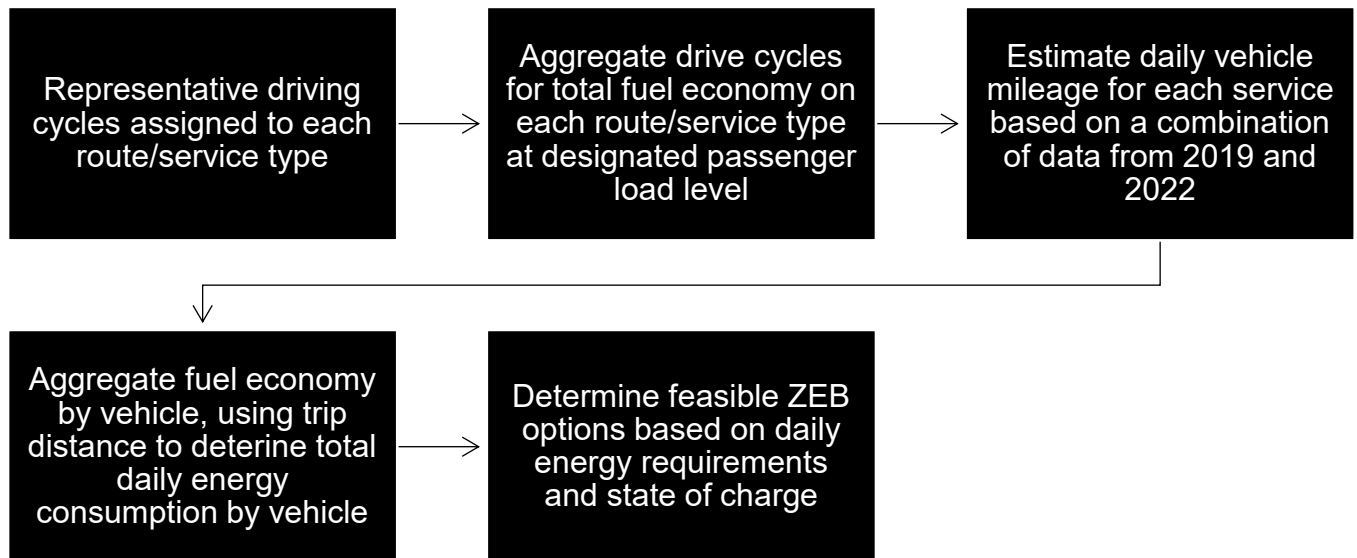 Representative driving
cycles assigned to each
route/service type
Aggregate drive cycles
for total fuel economy on
each route/service type
at designated passenger
load level
Estimate daily vehicle
mileage for each service
based on a combination
of data from 2019 and
2022
Aggregate fuel economy
by vehicle, using trip
distance to deterine total
daily energy
consumption by vehicle
Determine feasible ZEB
options based on daily
energy requirements
and state of charge